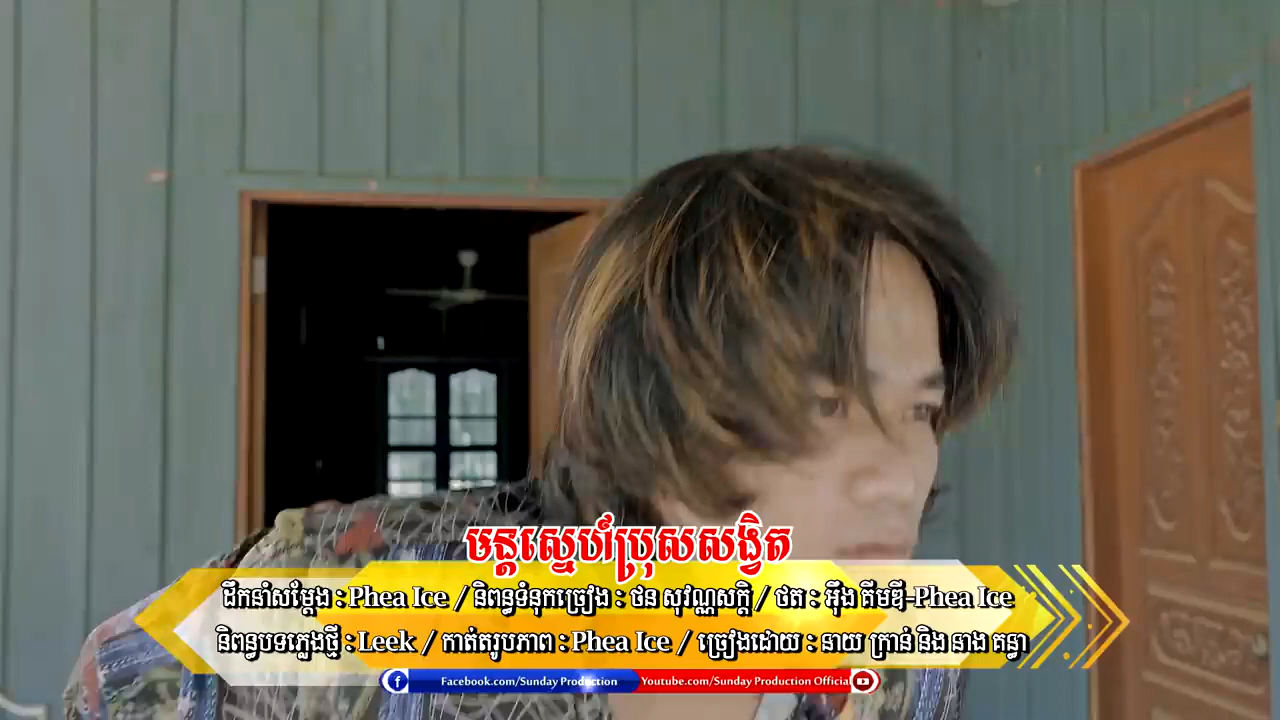 មន្តស្នេហ៍ប្រុសសង្វិត
ដឹកនាំសម្ដែង : Phea Ice / និពន្ធទំនុកច្រៀង : ថន សុវណ្ណសក្ដិ / ថត : អ៊ឹង គីមឌី-Phea Ice
និពន្ធបទភ្លេងថ្មី : Leek / កាត់តរូបភាព : Phea Ice / ច្រៀងដោយ : នាយ ក្រាន់ និង នាង គន្ធា
Facebook.com/Sunday Production Youtube.com/Sunday Production Official